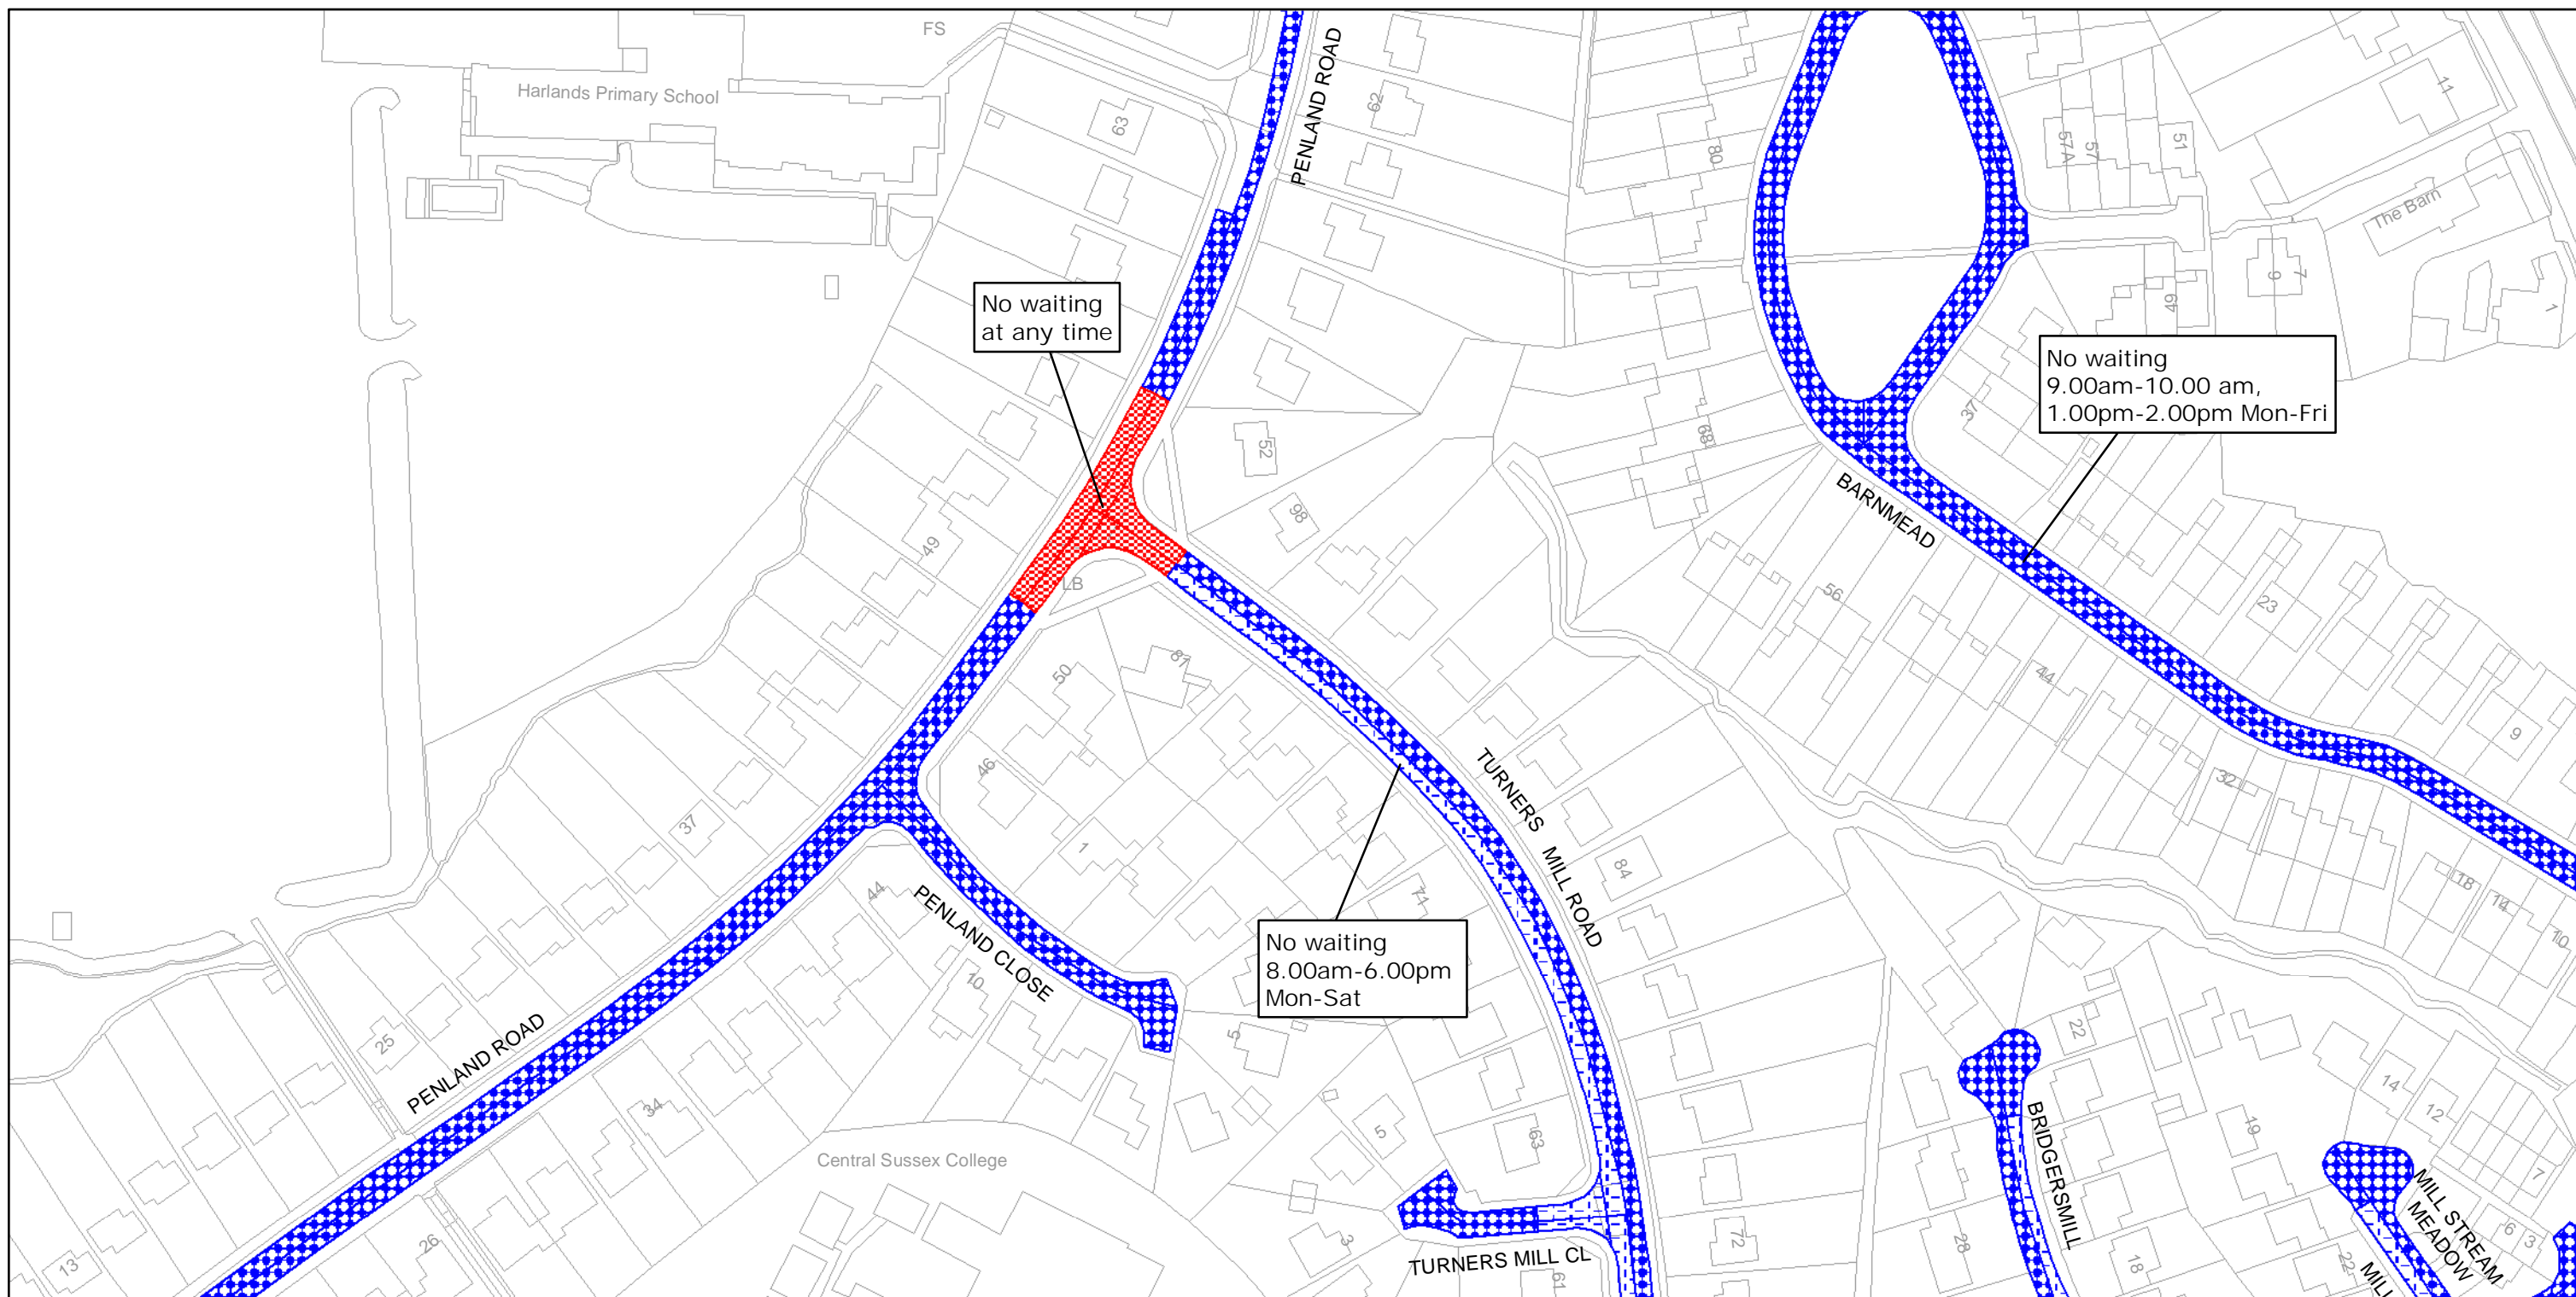 FS
Harlands Primary School
PENLAND ROAD
63
62
80
57A
57
51
11
The Barn
No waiting
at any time
6
7
1
49
No waiting
9.00am-10.00 am,
1.00pm-2.00pm Mon-Fri
37
52
68
98
BARNMEAD
49
LB
56
23
50
87
44
46
TURNERS
MILL ROAD
9
32
37
1
84
44
71
PENLAND CLOSE
18
14
10
No waiting
8.00am-6.00pm
Mon-Sat
10
25
PENLAND ROAD
5
22
34
5
63
14
12
BRIDGERSMILL
19
Central Sussex College
7
MILL STREAM
MEADOW
6
3
26
13
3
TURNERS MILL CL
72
28
18
22
61
MILL